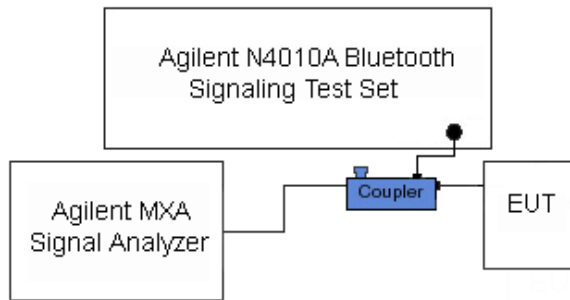 Agilent N4010A Bluetooth
Signaling Test Set
Agilent MXA
Signal Analyzer
Coupler
EUT